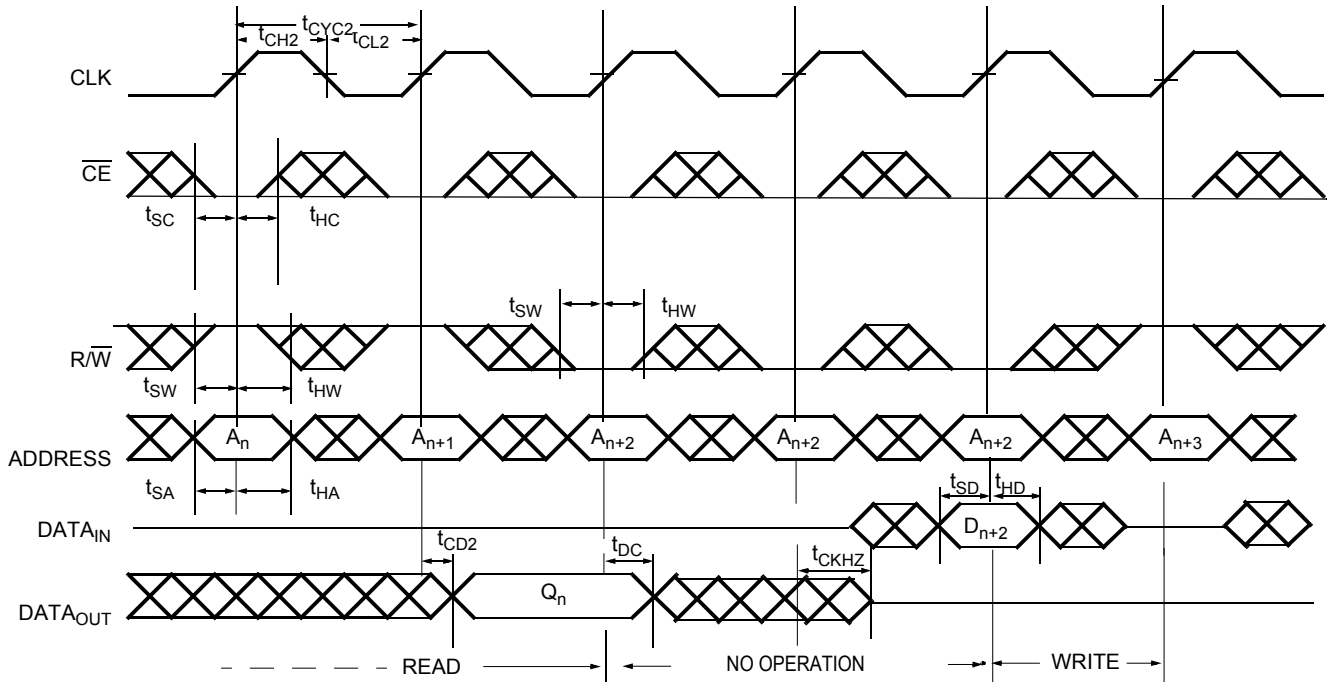 tCYC2
tCH2 tCL2
CLK
CE
tSC tHC
tSW tHW
R/W
tSW tHW
An An+1 An+2 An+2 An+2 An+3
ADDRESS
tSA tHA tSD tHD
DATAIN Dn+2
tCD2 tDC tCKHZ
Qn
DATAOUT
READ NO OPERATION WRITE